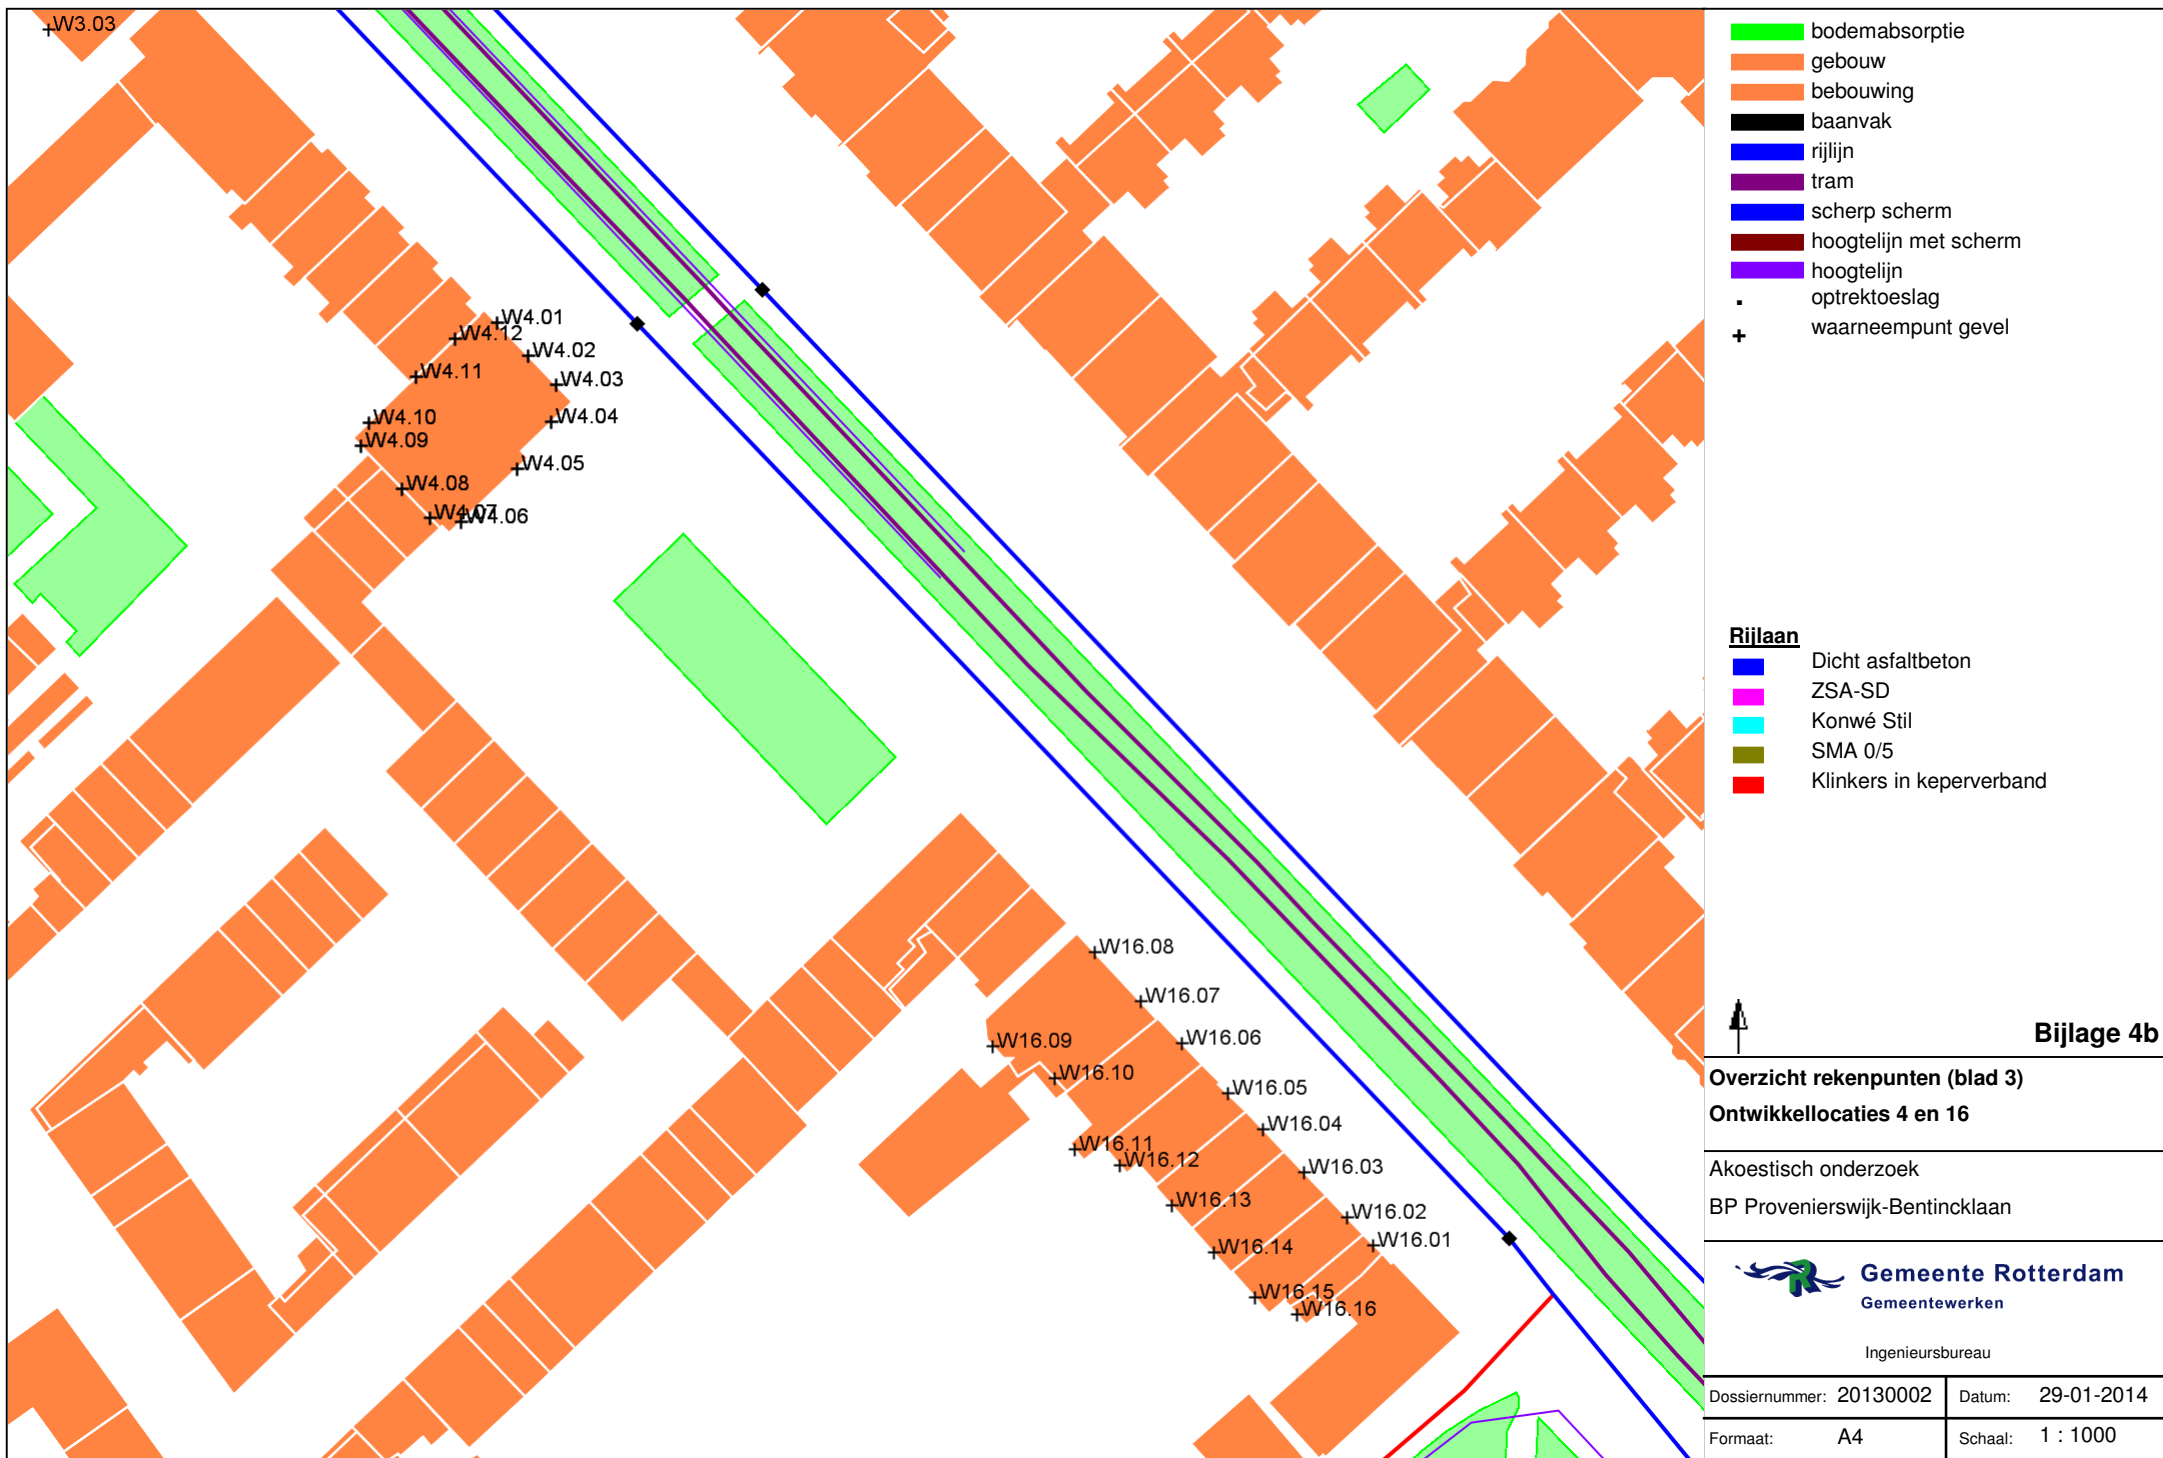 W3.03
W4.01
W4.12
W4.02
W4.11
W4.03
W4.10
W4.04
W4.09
W4.05
W4.08
W4.07
W4.06
W16.08
W16.07
W16.09
W16.06
W16.10
W16.05
W16.04
W16.11
W16.12
W16.03
W16.13
W16.02
W16.14
W16.01
W16.15
W16.16
bodemabsorptie
gebouw
bebouwing
baanvak
rijlijn
tram
scherp scherm
hoogtelijn met scherm
hoogtelijn
optrektoeslag
waarneempunt gevel
Rijlaan
Dicht asfaltbeton
ZSA-SD
Konwé Stil
SMA 0/5
Klinkers in keperverband
Bijlage 4b
Overzicht rekenpunten (blad 3)
Ontwikkellocaties 4 en 16
Akoestisch onderzoek
BP Provenierswijk-Bentincklaan
R
Gemeente Rotterdam
Gemeentewerken
Ingenieursbureau
Dossiernummer: 20130002 Datum: 29-01-2014
Formaat: A4 Schaal: 1 : 1000